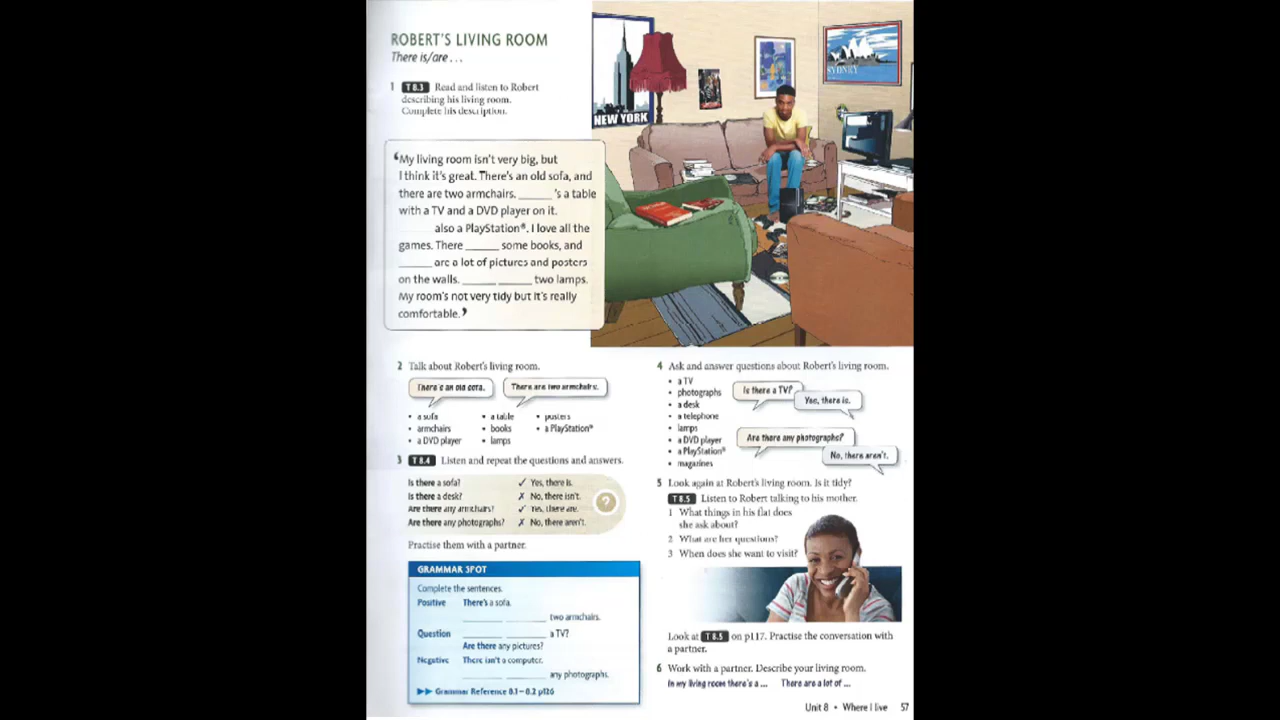 ROBERT'S LIVING ROOM
There is/are ...
1 T 8.3 Read and listen to Robert
describing his living room.
Complete his description.
'My living room isn't very big, but
I think it's great. There's an old sofa, and
there are two armchairs. ______ 's a table
with a TV and a DVD player on it.
also a PlayStation®. I love all the
games. There ______ some books, and
______ are a lot of pictures and posters
on the walls. ______ ______ two lamps.
My room's not very tidy but it's really
comfortable.'
NEW YORK
SYDNEY
2 Talk about Robert's living room.
There's an old sofa.
There are two armchairs.
• a sofa
• armchairs
• a DVD player
• a table
• books
• lamps
• posters
• a PlayStation®
3 T 8.4 Listen and repeat the questions and answers.
Is there a sofa? ✓ Yes, there is.
Is there a desk? ✗ No, there isn't.
Are there any armchairs? ✓ Yes, there are.
Are there any photographs? ✗ No, there aren't.
?
Practise them with a partner.
GRAMMAR SPOT
Complete the sentences.
Positive There's a sofa.
______ ______ two armchairs.
Question ______ ______ a TV?
Are there any pictures?
Negative There isn't a computer.
______ ______ any photographs.
▶▶ Grammar Reference 8.1–8.2 p126
4 Ask and answer questions about Robert's living room.
• a TV
• photographs
• a desk
• a telephone
• lamps
• a DVD player
• a PlayStation®
• magazines
Is there a TV?
Yes, there is.
Are there any photographs?
No, there aren't.
5 Look again at Robert's living room. Is it tidy?
T 8.5 Listen to Robert talking to his mother.
1 What things in his flat does
she ask about?
2 What are her questions?
3 When does she want to visit?
Look at T 8.5 on p117. Practise the conversation with
a partner.
6 Work with a partner. Describe your living room.
In my living room there's a ... There are a lot of ...
Unit 8 • Where I live 57